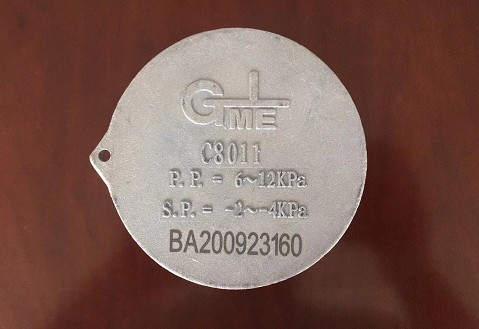 GME
C8011
P.P. = 6~12KPa
S.P. = -2~-4KPa
BA200923160